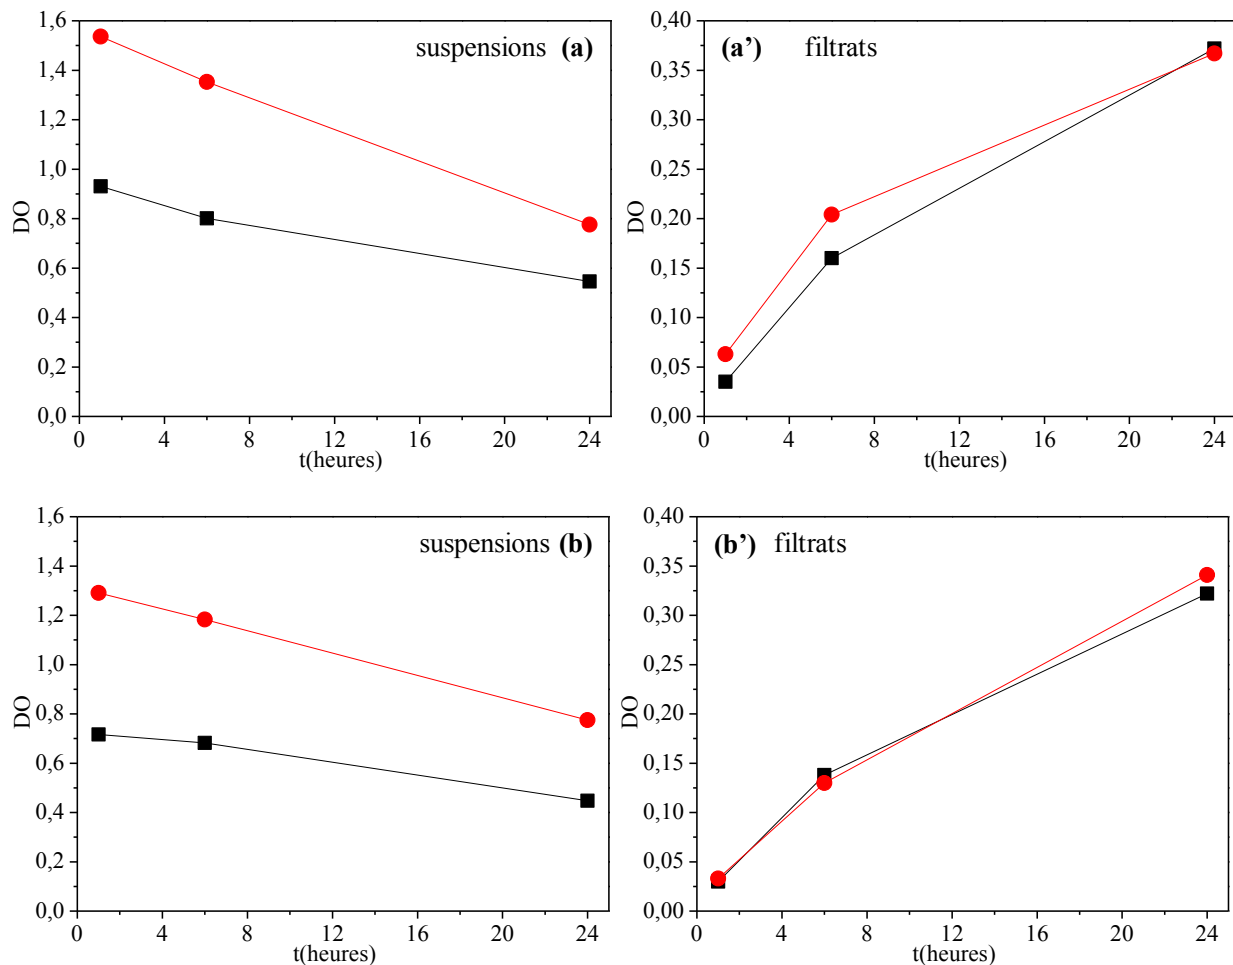 suspensions (a)
DO
1,6
1,4
1,2
1,0
0,8
0,6
0,4
0,2
0,0
0 4 8 12 16 20 24
t(heures)
(a’) filtrats
DO
0,40
0,35
0,30
0,25
0,20
0,15
0,10
0,05
0,00
0 4 8 12 16 20 24
t(heures)
suspensions (b)
DO
1,6
1,4
1,2
1,0
0,8
0,6
0,4
0,2
0,0
0 4 8 12 16 20 24
t(heures)
(b’) filtrats
DO
0,40
0,35
0,30
0,25
0,20
0,15
0,10
0,05
0,00
0 4 8 12 16 20 24
t(heures)